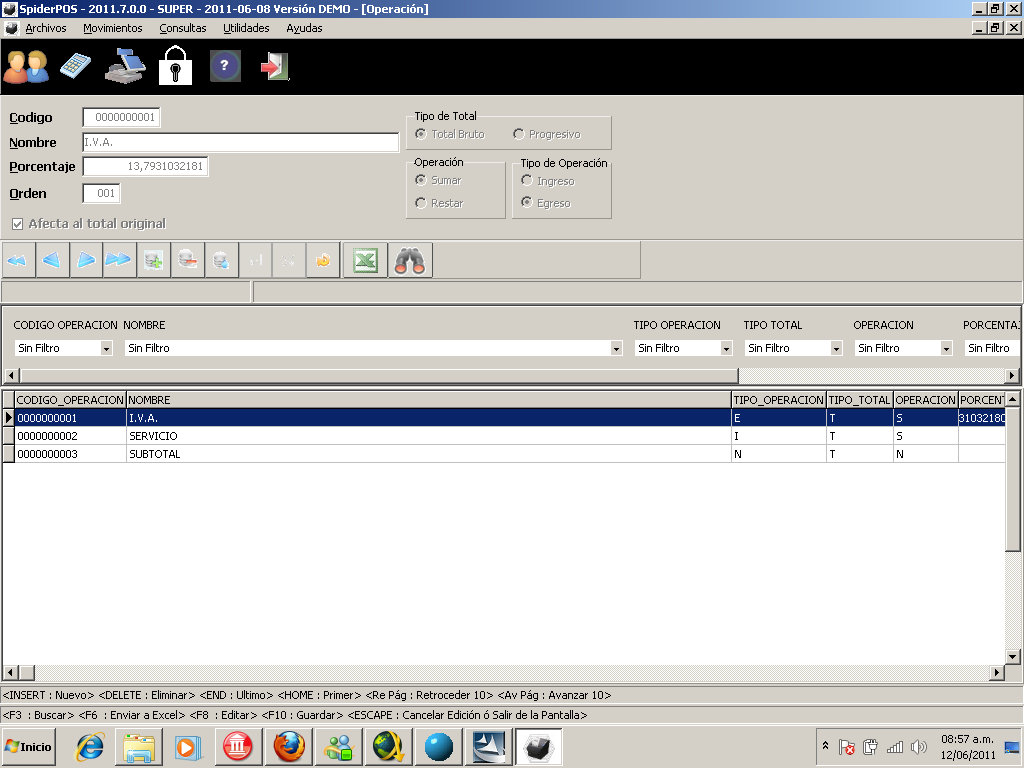 SpiderPOS - 2011.7.0.0 - SUPER - 2011-06-08 Versión DEMO - [Operación]
Archivos Movimientos Consultas Utilidades Ayudas
Codigo 0000000001
Nombre I.V.A.
Porcentaje 13,7931032181
Orden 001
Afecta al total original
Tipo de Total
Total Bruto Progresivo
Operación
Sumar
Restar
Tipo de Operación
Ingreso
Egreso
CODIGO OPERACION NOMBRE TIPO OPERACION TIPO TOTAL OPERACION PORCENTA
Sin Filtro Sin Filtro Sin Filtro Sin Filtro Sin Filtro Sin Filtro
CODIGO_OPERACION NOMBRE TIPO_OPERACION TIPO_TOTAL OPERACION PORCENT
0000000001 I.V.A. E T S 3103218
0000000002 SERVICIO I T S
0000000003 SUBTOTAL N T N
<INSERT : Nuevo> <DELETE : Eliminar> <END : Ultimo> <HOME : Primer> <Re Pág : Retroceder 10> <Av Pág : Avanzar 10>
<F3 : Buscar> <F6 : Enviar a Excel> <F8 : Editar> <F10 : Guardar> <ESCAPE : Cancelar Edición ó Salir de la Pantalla>
Inicio
08:57 a.m.
12/06/2011